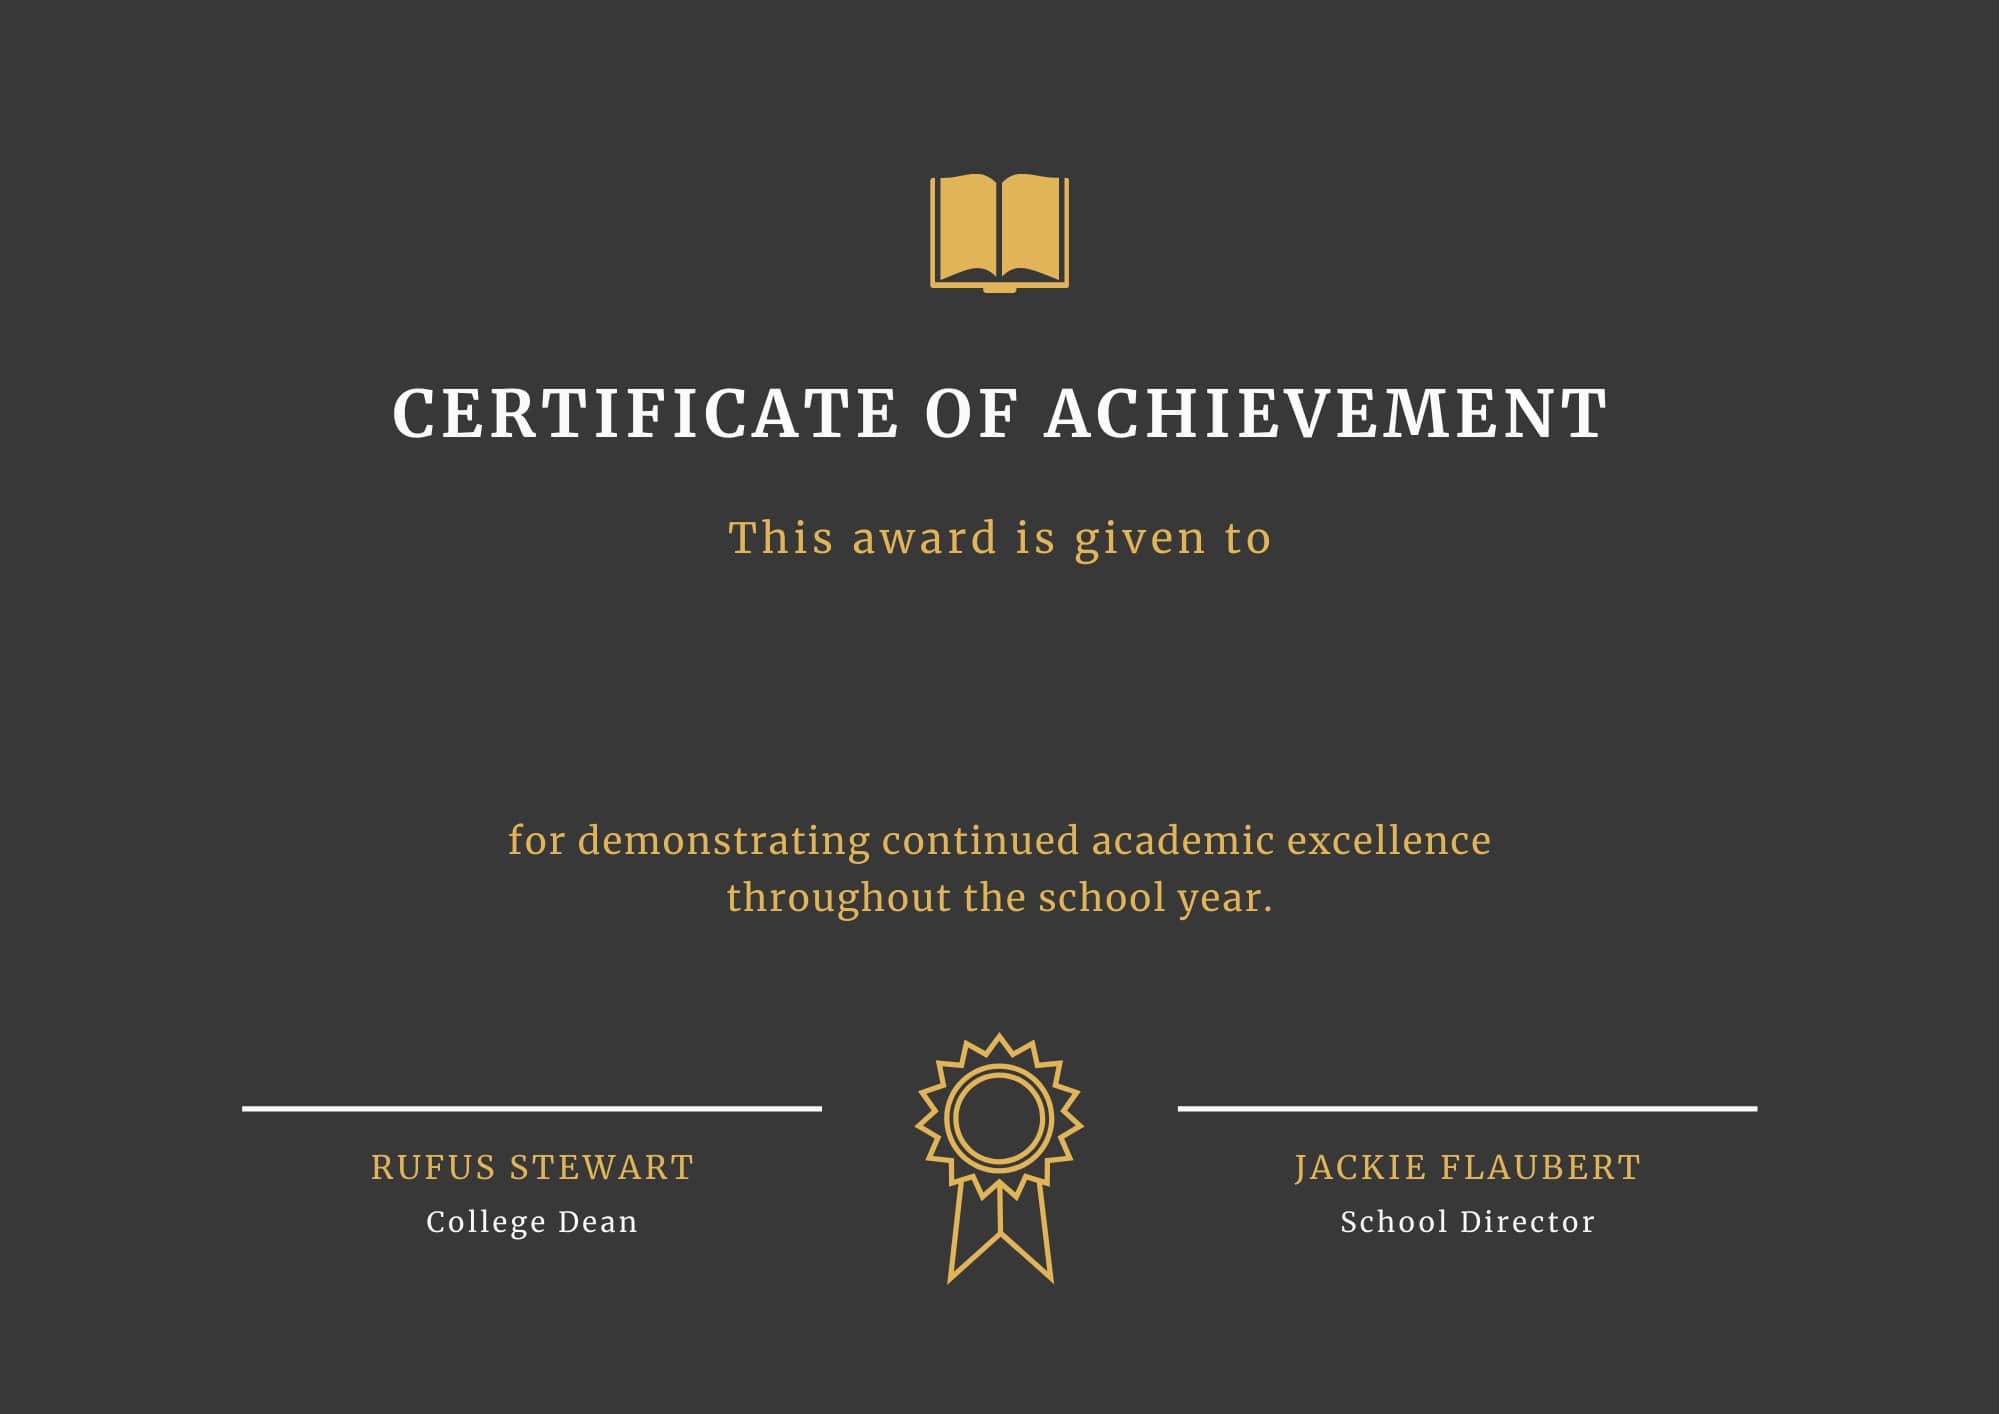 CERTIFICATE OF ACHIEVEMENT
This award is given to
for demonstrating continued academic excellence
throughout the school year.
RUFUS STEWART
College Dean
JACKIE FLAUBERT
School Director